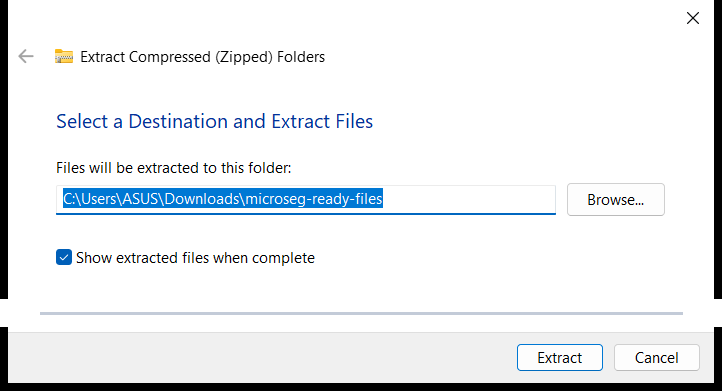 Extract Compressed (Zipped) Folders
Select a Destination and Extract Files
Files will be extracted to this folder:
C:\Users\ASUS\Downloads\microseg-ready-files
Browse...
Show extracted files when complete
Extract
Cancel